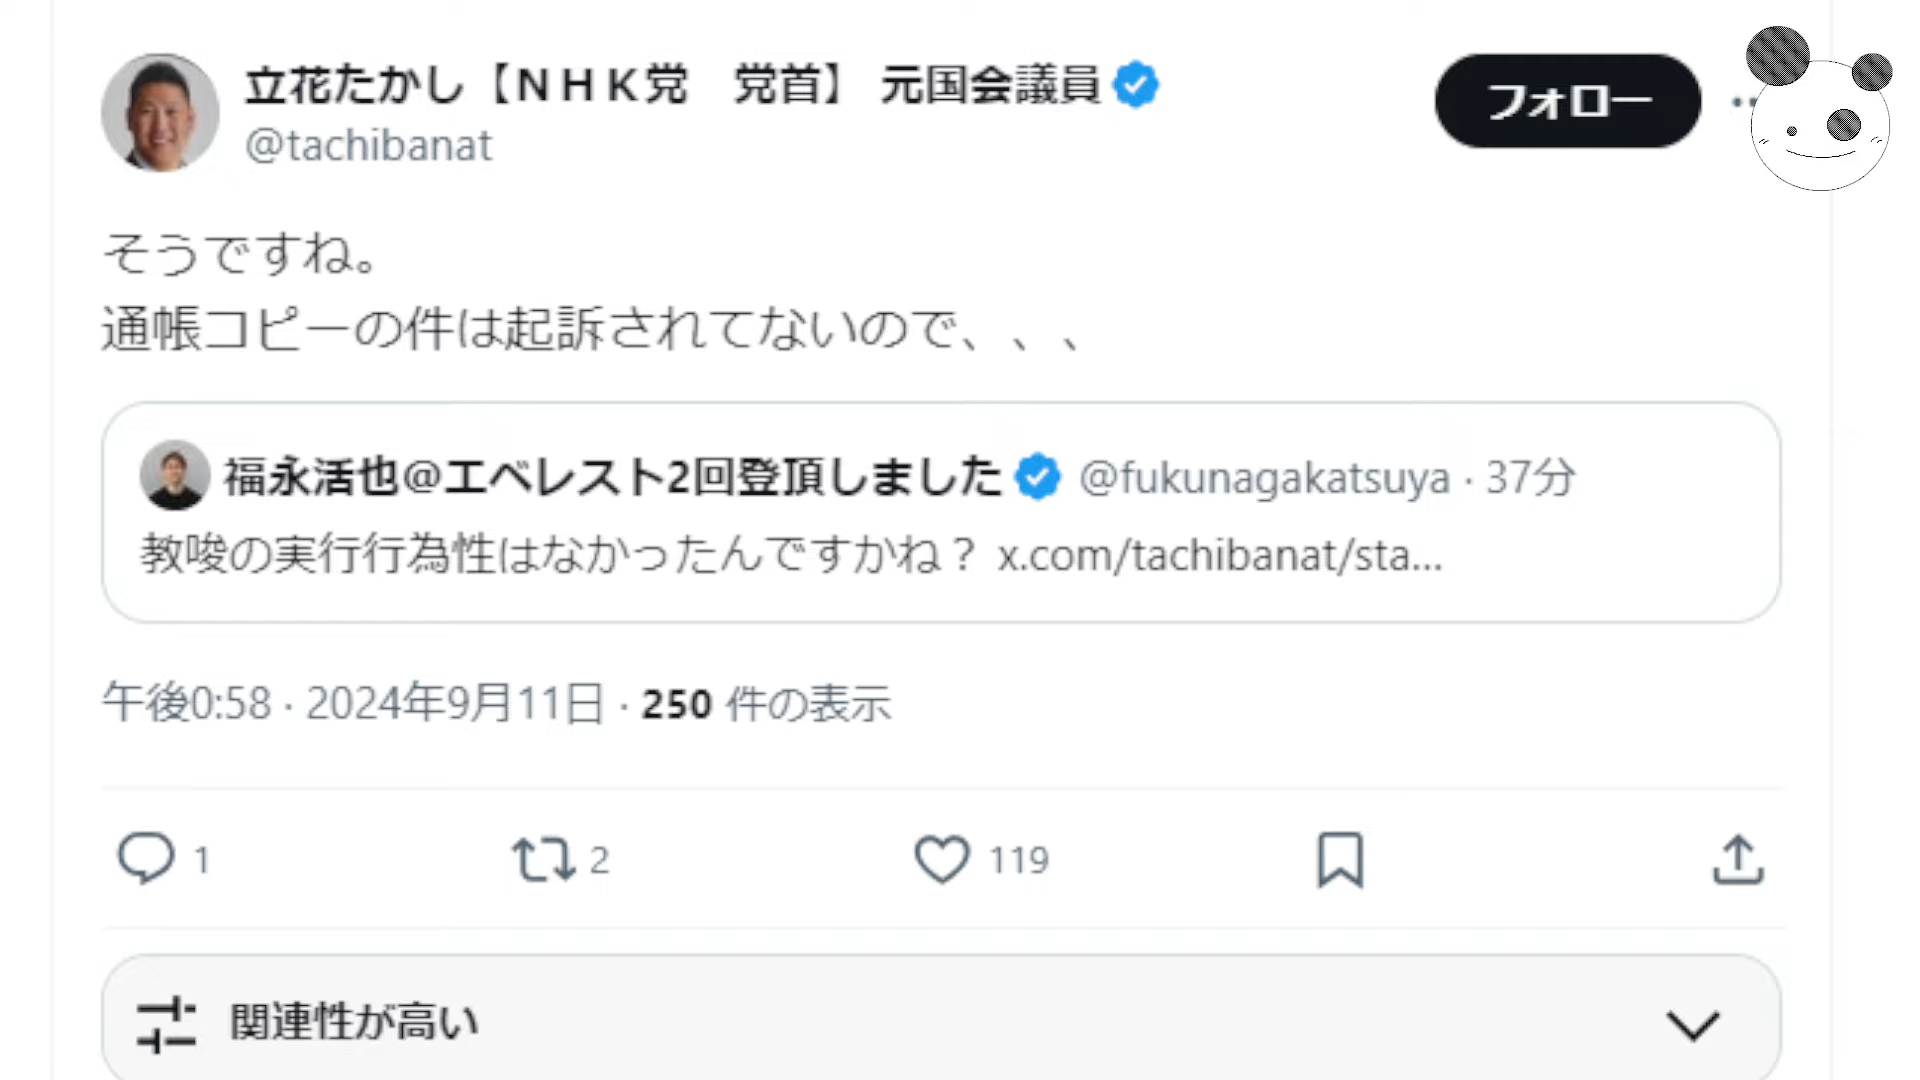 立花たかし【ＮＨＫ党　党首】 元国会議員
フォロー
@tachibanat
そうですね。
通帳コピーの件は起訴されてないので、、、
福永活也@エベレスト2回登頂しました @fukunagakatsuya · 37分
教唆の実行行為性はなかったんですかね？ x.com/tachibanat/sta...
午後0:58 · 2024年9月11日 · 250 件の表示
1 2 119
関連性が高い